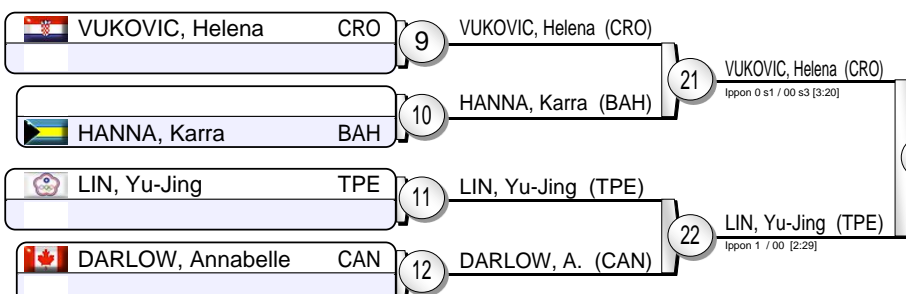 VUKOVIC, Helena CRO
9
VUKOVIC, Helena (CRO)
21
VUKOVIC, Helena (CRO)
Ippon 0 s1 / 00 s3 [3:20]
HANNA, Karra BAH
10
HANNA, Karra (BAH)
LIN, Yu-Jing TPE
11
LIN, Yu-Jing (TPE)
22
LIN, Yu-Jing (TPE)
Ippon 1 / 00 [2:29]
DARLOW, Annabelle CAN
12
DARLOW, A. (CAN)